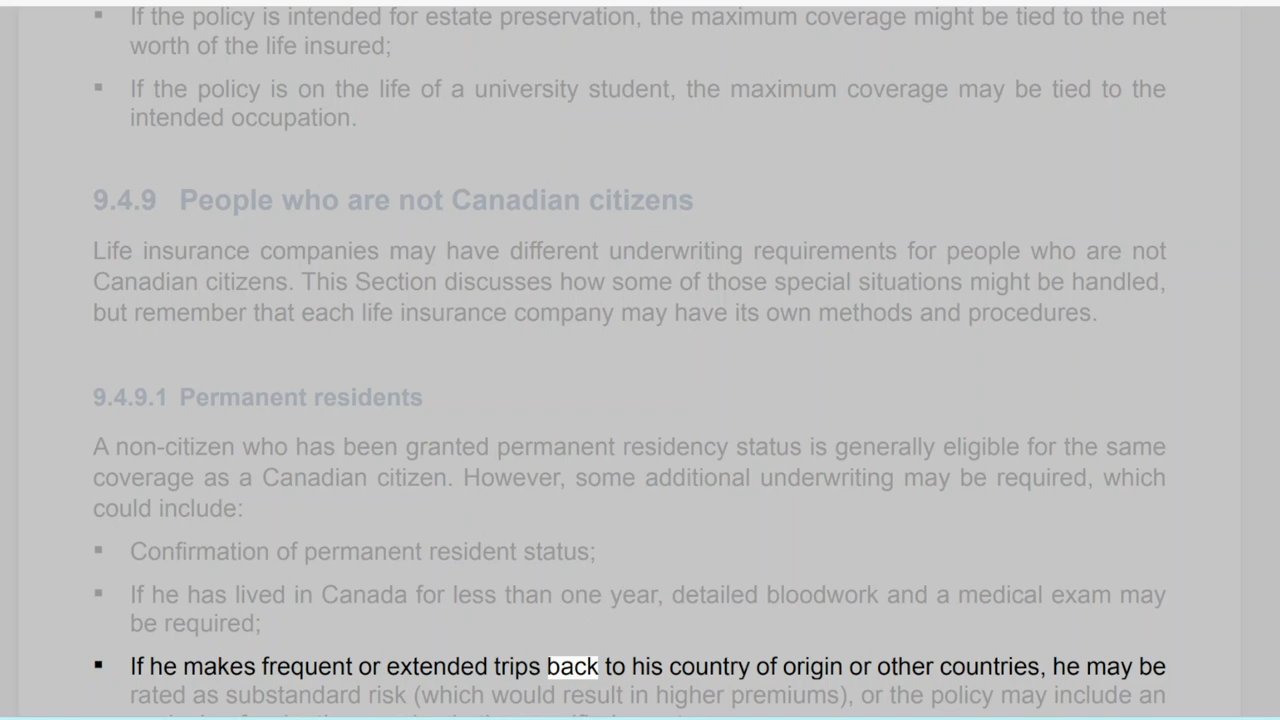 ▪ If the policy is intended for estate preservation, the maximum coverage might be tied to the net
worth of the life insured;
▪ If the policy is on the life of a university student, the maximum coverage may be tied to the
intended occupation.
9.4.9 People who are not Canadian citizens
Life insurance companies may have different underwriting requirements for people who are not
Canadian citizens. This Section discusses how some of those special situations might be handled,
but remember that each life insurance company may have its own methods and procedures.
9.4.9.1 Permanent residents
A non-citizen who has been granted permanent residency status is generally eligible for the same
coverage as a Canadian citizen. However, some additional underwriting may be required, which
could include:
▪ Confirmation of permanent resident status;
▪ If he has lived in Canada for less than one year, detailed bloodwork and a medical exam may
be required;
▪ If he makes frequent or extended trips back to his country of origin or other countries, he may be
rated as substandard risk (which would result in higher premiums), or the policy may include an